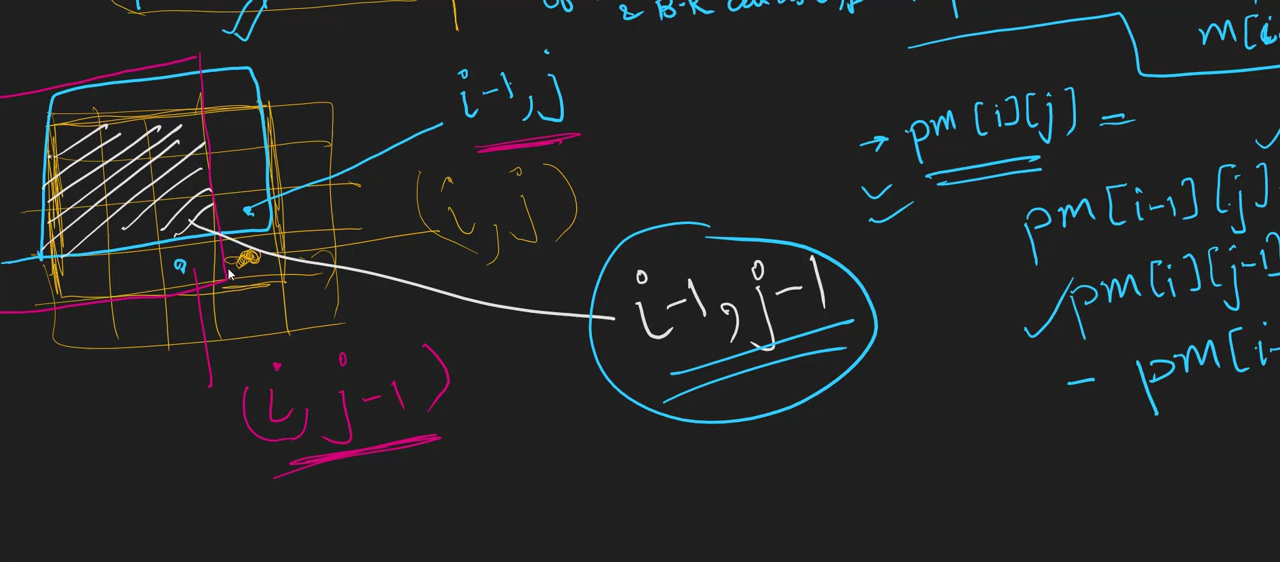 & B.R
m[i
i-1, j
→ pm[i][j] =
(i, j)
pm[i-1][j]
i-1, j-1
pm[i][j-1]
- pm[i-
(i, j-1)